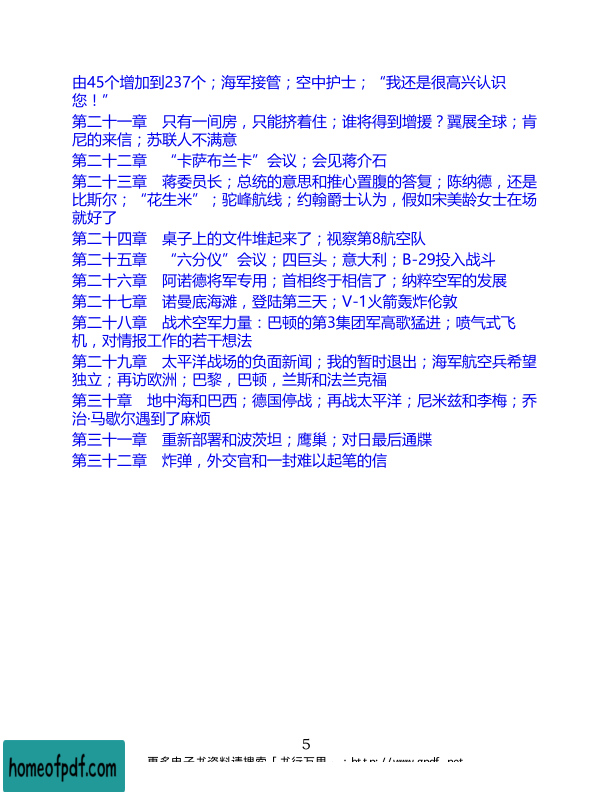 由45个增加到237个；海军接管；空中护士；“我还是很高兴认识
您！”
第二十一章　只有一间房，只能挤着住；谁将得到增援？翼展全球；肯
尼的来信；苏联人不满意
第二十二章　“卡萨布兰卡”会议；会见蒋介石
第二十三章　蒋委员长；总统的意思和推心置腹的答复；陈纳德，还是
比斯尔；“花生米”；驼峰航线；约翰爵士认为，假如宋美龄女士在场
就好了
第二十四章　桌子上的文件堆起来了；视察第8航空队
第二十五章　“六分仪”会议；四巨头；意大利；B-29投入战斗
第二十六章　阿诺德将军专用；首相终于相信了；纳粹空军的发展
第二十七章　诺曼底海滩，登陆第三天；V-1火箭轰炸伦敦
第二十八章　战术空军力量：巴顿的第3集团军高歌猛进；喷气式飞
机，对情报工作的若干想法
第二十九章　太平洋战场的负面新闻；我的暂时退出；海军航空兵希望
独立；再访欧洲；巴黎，巴顿，兰斯和法兰克福
第三十章　地中海和巴西；德国停战；再战太平洋；尼米兹和李梅；乔
治·马歇尔遇到了麻烦
第三十一章　重新部署和波茨坦；鹰巢；对日最后通牒
第三十二章　炸弹，外交官和一封难以起笔的信
5
homeofpdf.com